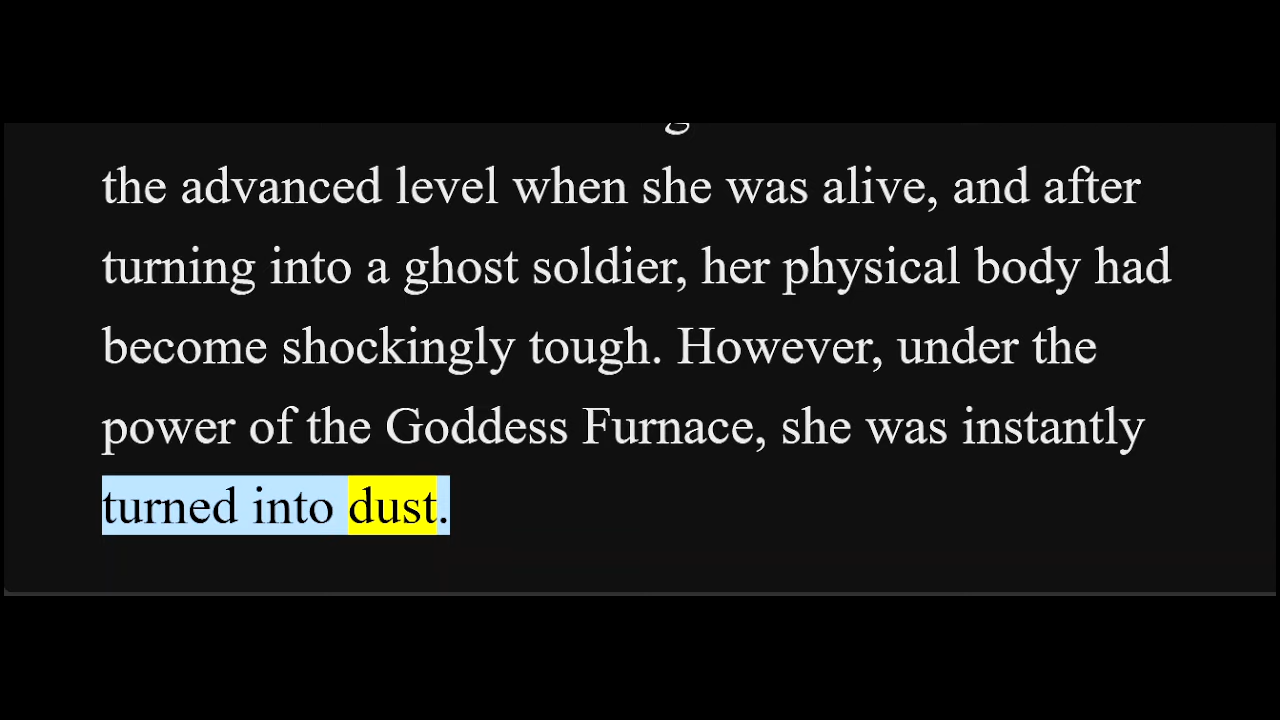 the advanced level when she was alive, and after
turning into a ghost soldier, her physical body had
become shockingly tough. However, under the
power of the Goddess Furnace, she was instantly
turned into dust.